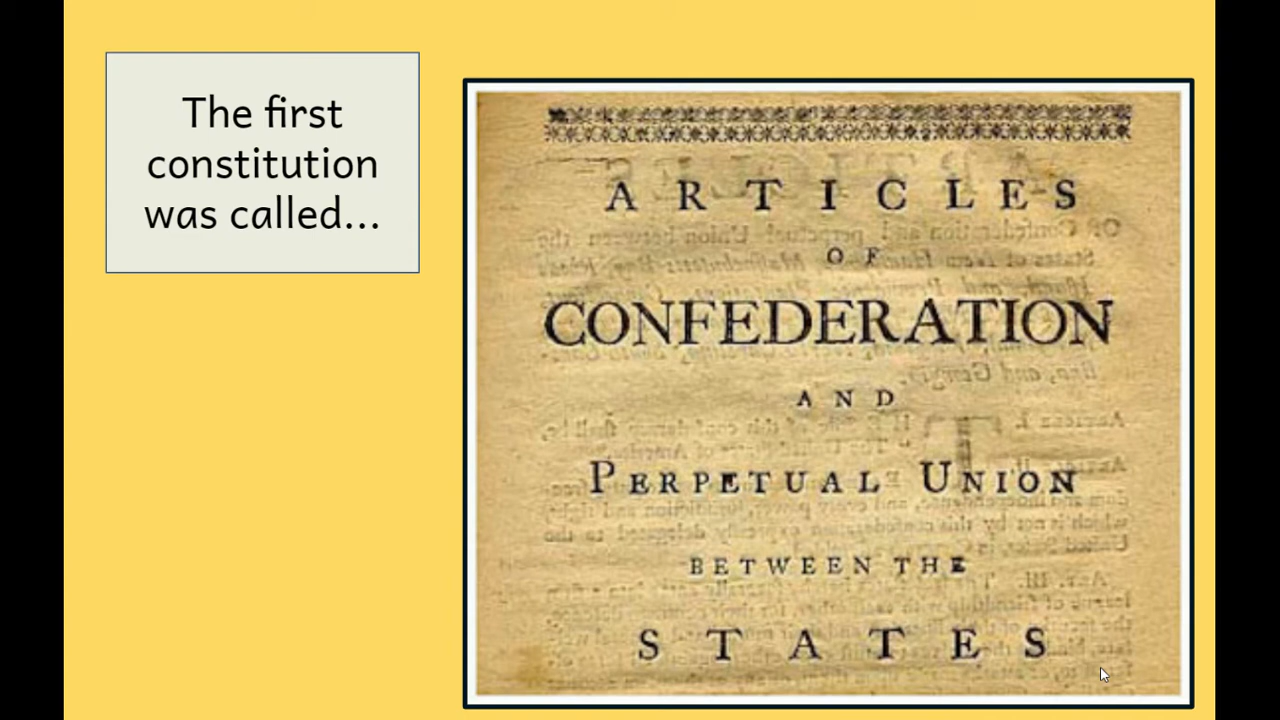 The first
constitution
was called...
ARTICLES
OF
CONFEDERATION
AND
PERPETUAL UNION
BETWEEN THE
STATES